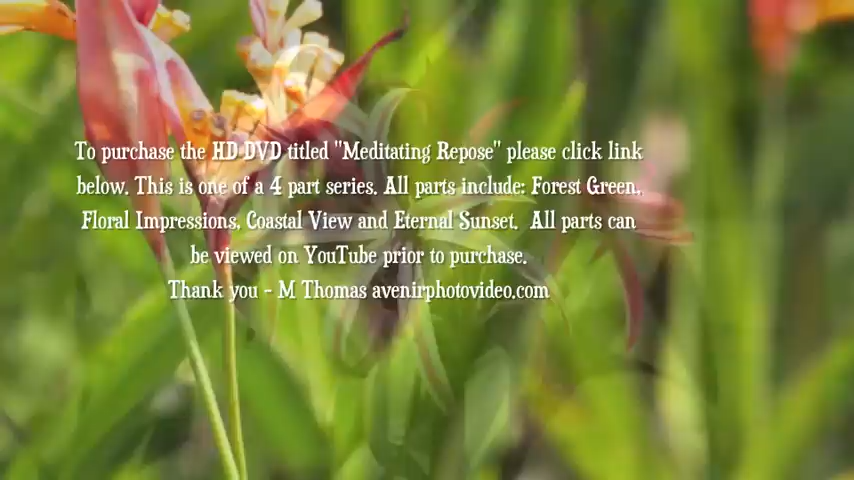 To purchase the HD DVD titled "Meditating Repose" please click link
below. This is one of a 4 part series. All parts include: Forest Green,
Floral Impressions, Coastal View and Eternal Sunset.  All parts can
be viewed on YouTube prior to purchase.
Thank you - M Thomas avenirphotovideo.com